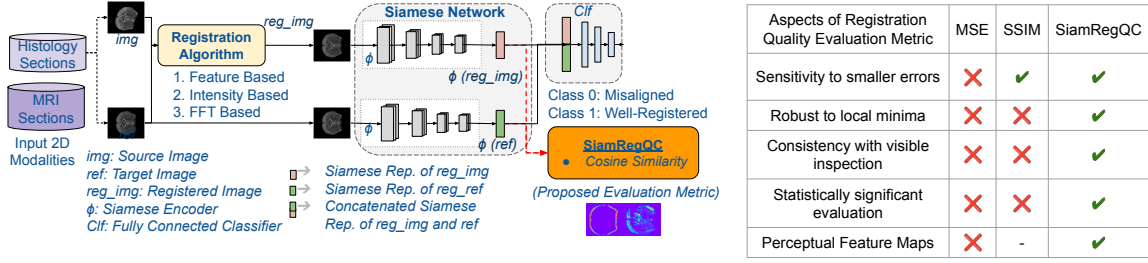 Histology
Sections
MRI
Sections
Input 2D
Modalities
img
Registration
Algorithm
1. Feature Based
2. Intensity Based
3. FFT Based
reg_img
Siamese Network
ϕ
ϕ (reg_img)
ϕ
ϕ (ref)
Clf
Class 0: Misaligned
Class 1: Well-Registered
SiamRegQC
● Cosine Similarity
(Proposed Evaluation Metric)
img: Source Image
ref: Target Image
reg_img: Registered Image
ϕ: Siamese Encoder
Clf: Fully Connected Classifier
Siamese Rep. of reg_img
Siamese Rep. of reg_ref
Concatenated Siamese
Rep. of reg_img and ref
Aspects of Registration
Quality Evaluation Metric
MSE
SSIM
SiamRegQC
Sensitivity to smaller errors
❌ ✔ ✔
Robust to local minima
❌ ❌ ✔
Consistency with visible
inspection
❌ ❌ ✔
Statistically significant
evaluation
❌ ❌ ✔
Perceptual Feature Maps
❌ - ✔